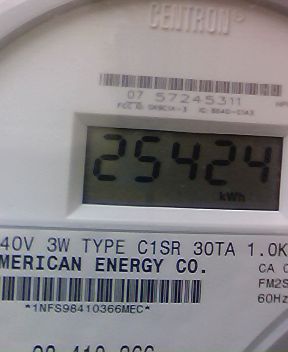 CENTRON®
07 57245311
25424
kWh
40V 3W TYPE C1SR 30TA 1.0K
MERICAN ENERGY CO.
CA
FM2S
60Hz
*1NFS98410366MEC*